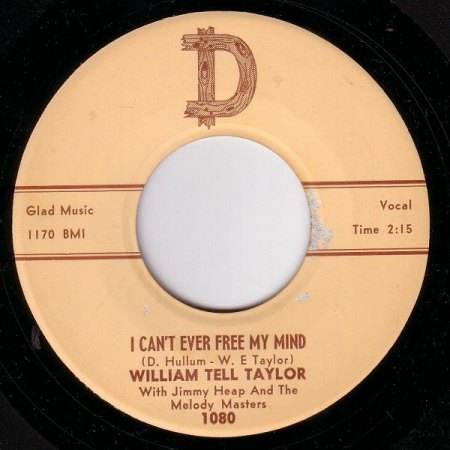 D
Glad Music
1170 BMI
Vocal
Time 2:15
I CAN'T EVER FREE MY MIND
(D. Hullum - W. E Taylor)
WILLIAM TELL TAYLOR
With Jimmy Heap And The
Melody Masters
1080